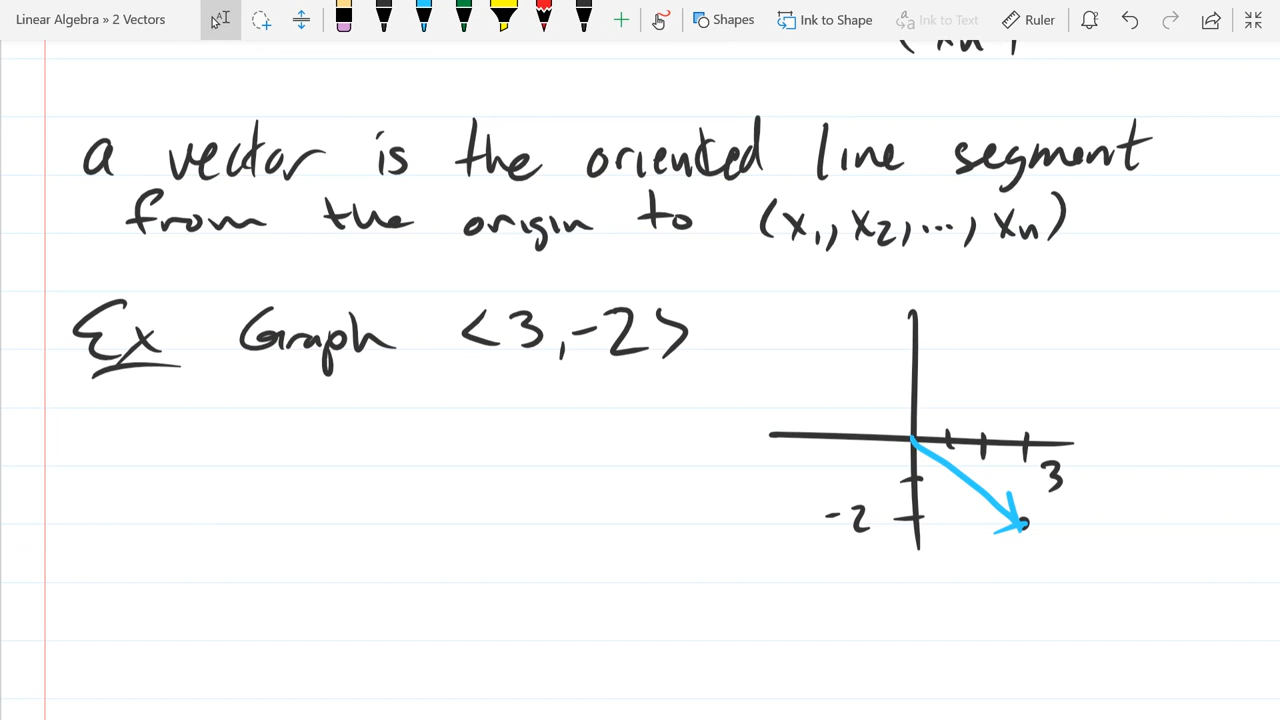 Linear Algebra » 2 Vectors
Shapes
Ink to Shape
Ink to Text
Ruler
a vector is the oriented line segment
from the origin to (x₁, x₂, ..., xₙ)
Ex Graph <3, -2>
3
-2